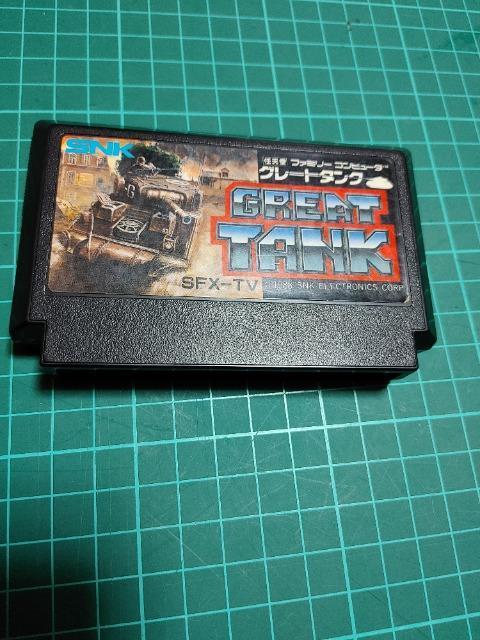 SNK
任天堂 ファミリー コンピューター
グレートタンク
GREAT
TANK
SFX-TV
SNK ELECTRONICS CORP